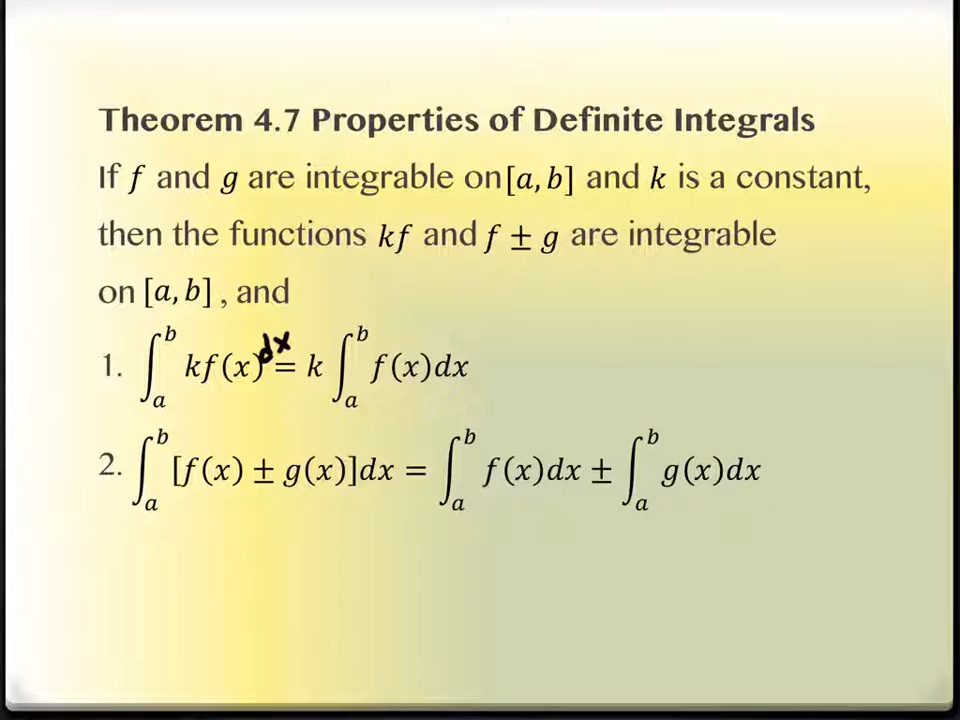 Theorem 4.7 Properties of Definite Integrals
If f and g are integrable on [a, b] and k is a constant,
then the functions kf and f ± g are integrable
on [a, b] , and
1. ∫_a^b kf(x) dx = k ∫_a^b f(x)dx
2. ∫_a^b [f(x) ± g(x)]dx = ∫_a^b f(x)dx ± ∫_a^b g(x)dx